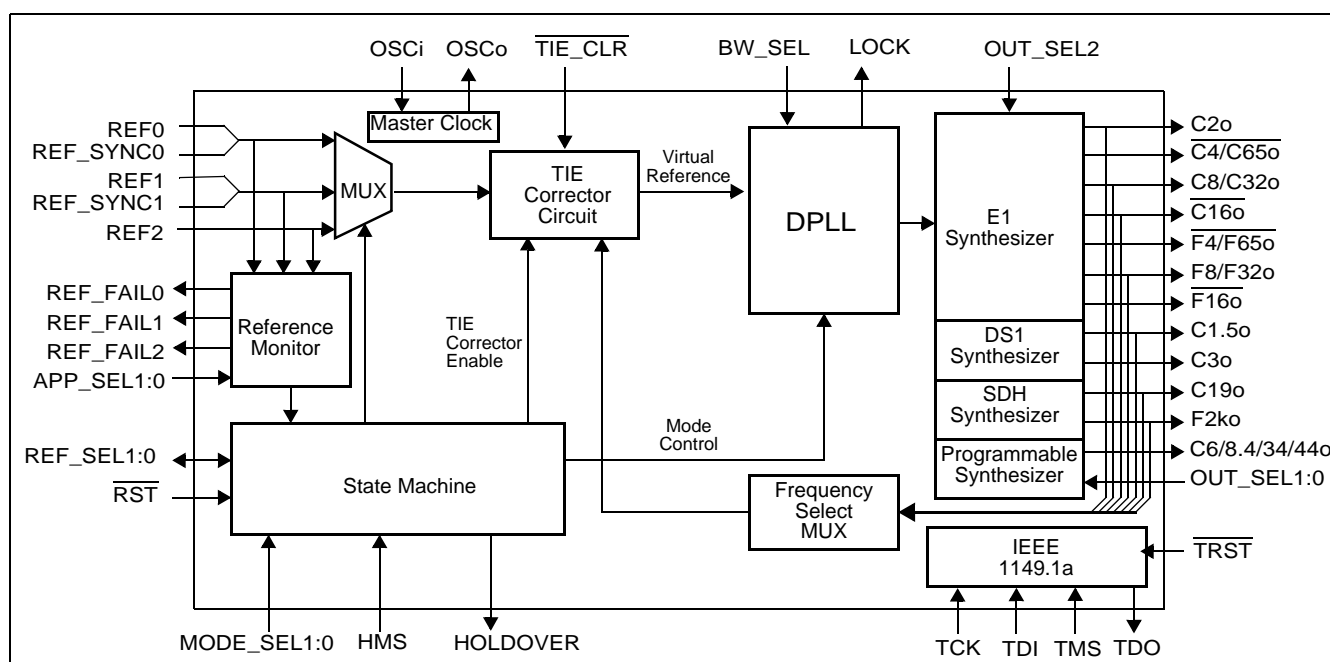 OSCi
OSCo
TIE_CLR
BW_SEL
LOCK
OUT_SEL2
REF0
REF_SYNC0
REF1
REF_SYNC1
REF2
MUX
Master Clock
TIE
Corrector
Circuit
Virtual
Reference
DPLL
E1
Synthesizer
DS1
Synthesizer
SDH
Synthesizer
Programmable
Synthesizer
C2o
C4/C65o
C8/C32o
C16o
F4/F65o
F8/F32o
F16o
C1.5o
C3o
C19o
F2ko
C6/8.4/34/44o
OUT_SEL1:0
REF_FAIL0
REF_FAIL1
REF_FAIL2
APP_SEL1:0
Reference
Monitor
TIE
Corrector
Enable
REF_SEL1:0
RST
State Machine
Mode
Control
Frequency
Select
MUX
IEEE
1149.1a
TRST
MODE_SEL1:0
HMS
HOLDOVER
TCK
TDI
TMS
TDO